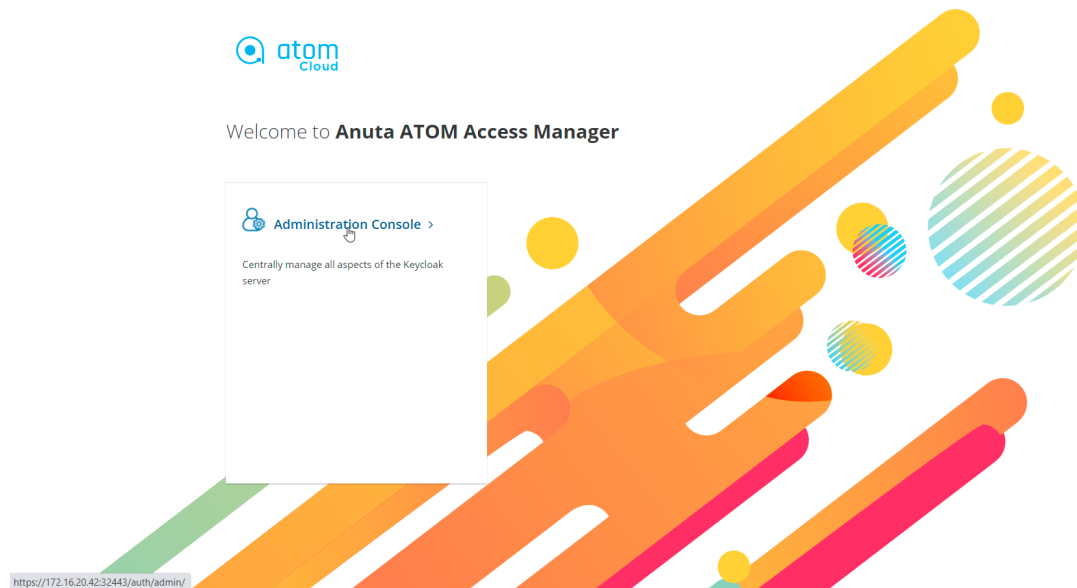 atom
Cloud
Welcome to Anuta ATOM Access Manager
Administration Console >
Centrally manage all aspects of the Keycloak
server
https://172.16.20.42:32443/auth/admin/